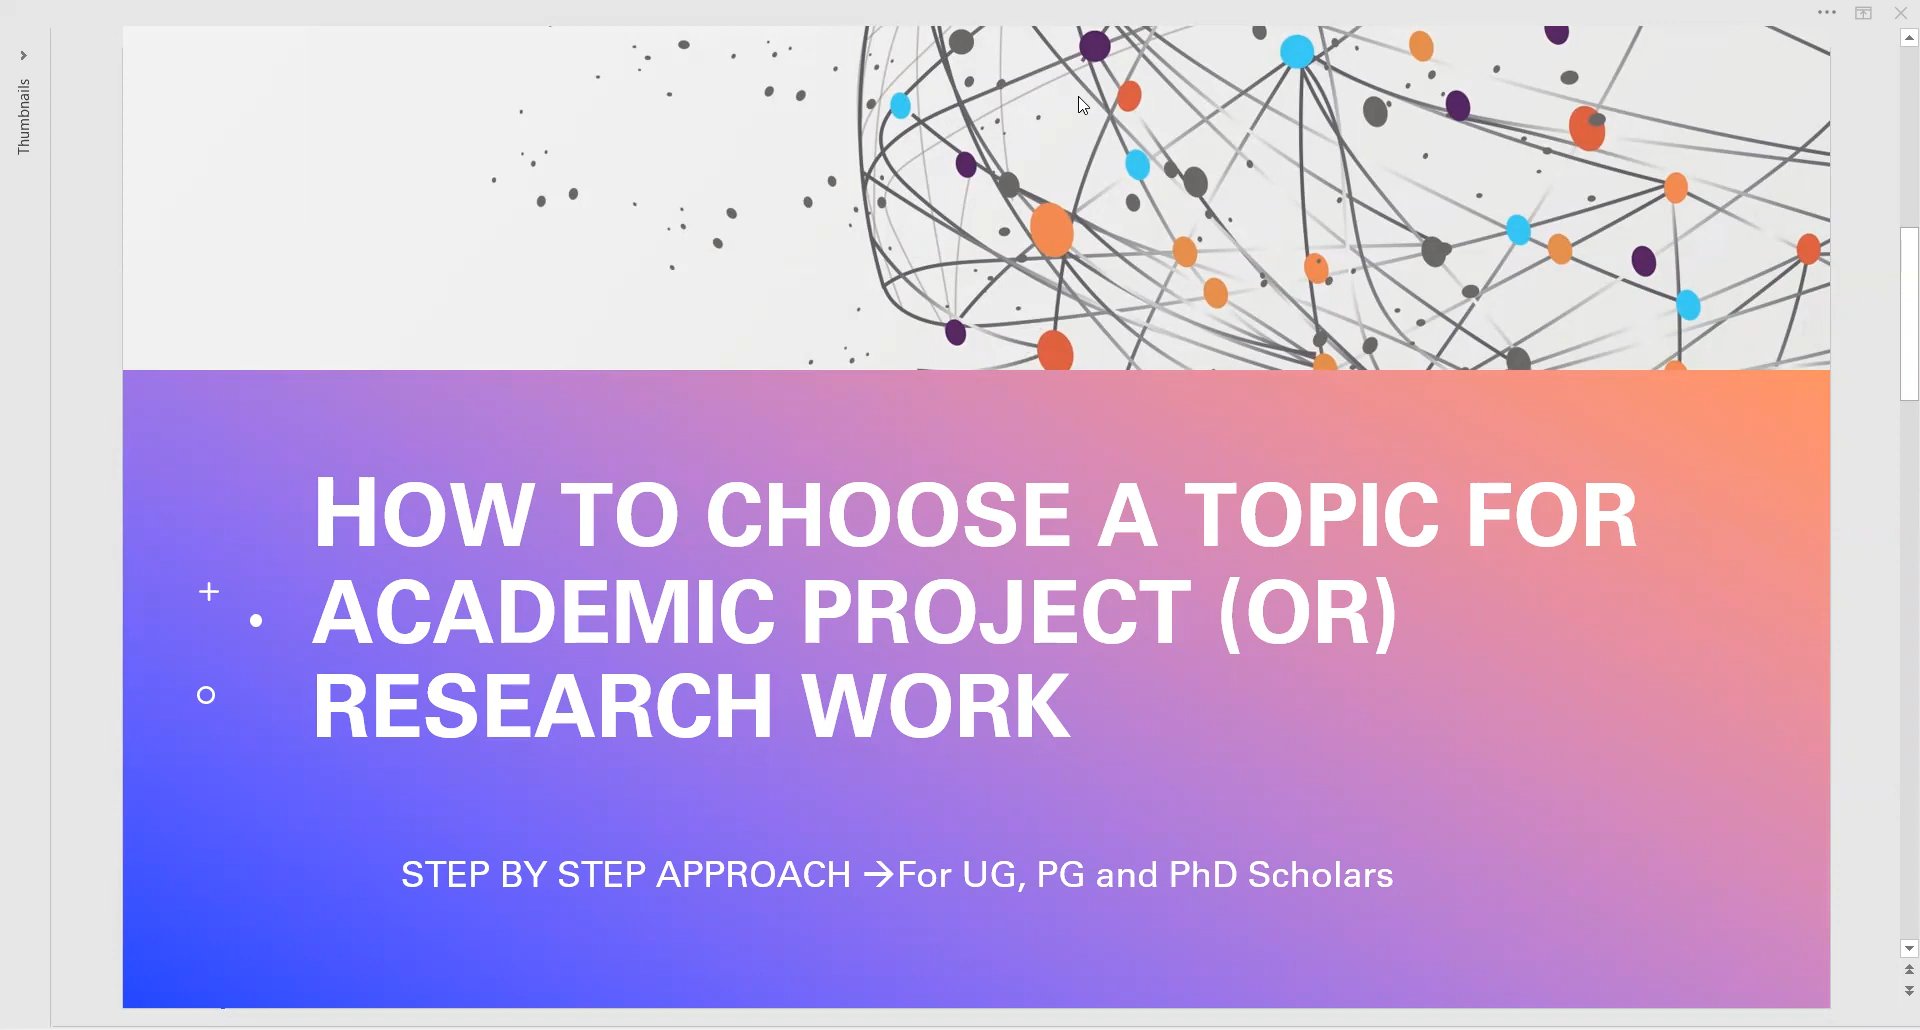 Thumbnails
HOW TO CHOOSE A TOPIC FOR
ACADEMIC PROJECT (OR)
RESEARCH WORK
STEP BY STEP APPROACH →For UG, PG and PhD Scholars